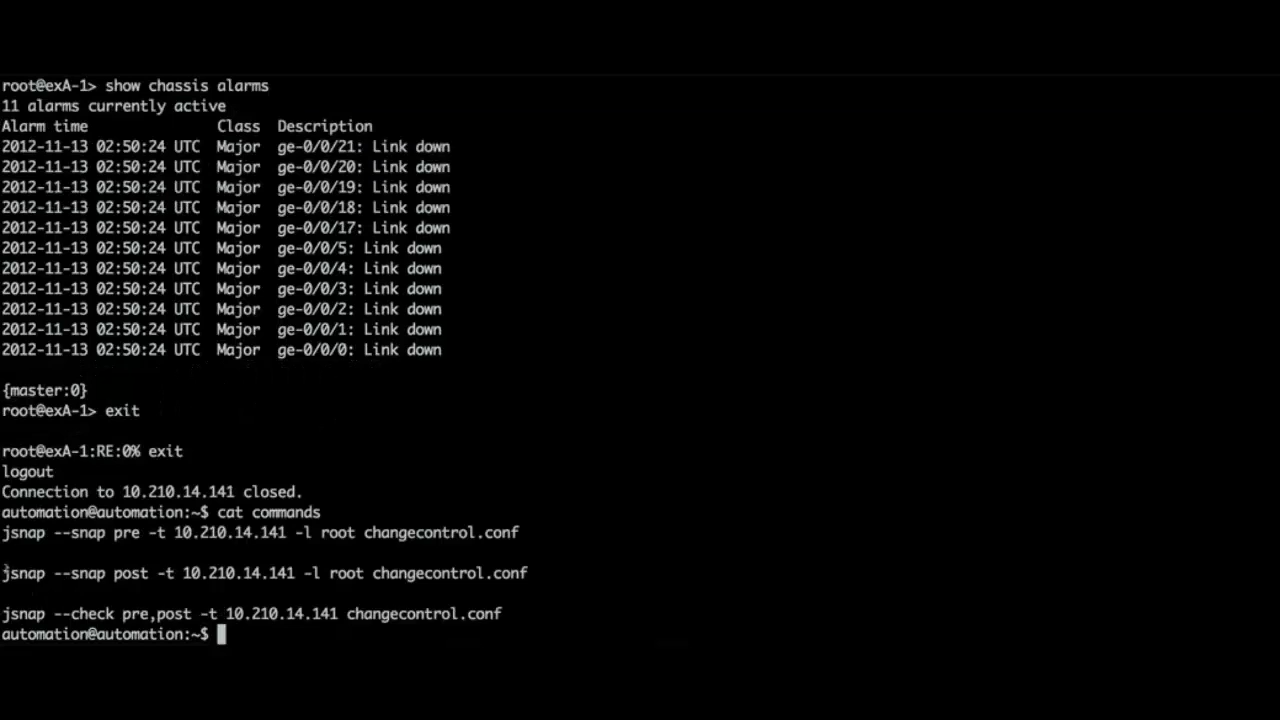 root@exA-1> show chassis alarms
11 alarms currently active
Alarm time               Class  Description
2012-11-13 02:50:24 UTC  Major  ge-0/0/21: Link down
2012-11-13 02:50:24 UTC  Major  ge-0/0/20: Link down
2012-11-13 02:50:24 UTC  Major  ge-0/0/19: Link down
2012-11-13 02:50:24 UTC  Major  ge-0/0/18: Link down
2012-11-13 02:50:24 UTC  Major  ge-0/0/17: Link down
2012-11-13 02:50:24 UTC  Major  ge-0/0/5: Link down
2012-11-13 02:50:24 UTC  Major  ge-0/0/4: Link down
2012-11-13 02:50:24 UTC  Major  ge-0/0/3: Link down
2012-11-13 02:50:24 UTC  Major  ge-0/0/2: Link down
2012-11-13 02:50:24 UTC  Major  ge-0/0/1: Link down
2012-11-13 02:50:24 UTC  Major  ge-0/0/0: Link down
{master:0}
root@exA-1> exit
root@exA-1:RE:0% exit
logout
Connection to 10.210.14.141 closed.
automation@automation:~$ cat commands
jsnap --snap pre -t 10.210.14.141 -l root changecontrol.conf
jsnap --snap post -t 10.210.14.141 -l root changecontrol.conf
jsnap --check pre,post -t 10.210.14.141 changecontrol.conf
automation@automation:~$